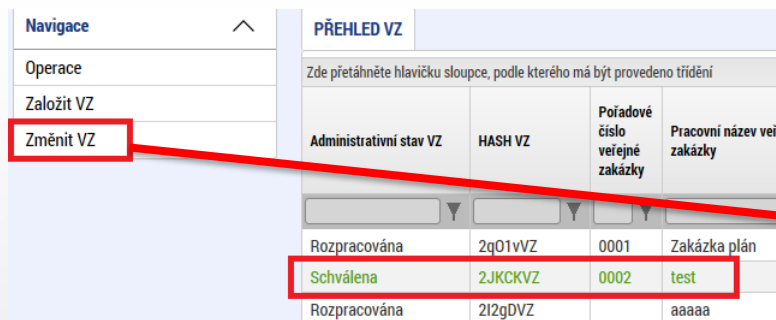 Navigace
PŘEHLED VZ
Operace
Zde přetáhněte hlavičku sloupce, podle kterého má být provedeno třídění
Založit VZ
Změnit VZ
Administrativní stav VZ
HASH VZ
Pořadové
číslo
veřejné
zakázky
Pracovní název
zakázky
Rozpracována 2qO1vVZ 0001 Zakázka plán
Schválena 2JKCKVZ 0002 test
Rozpracována 2I2gDVZ aaaaa